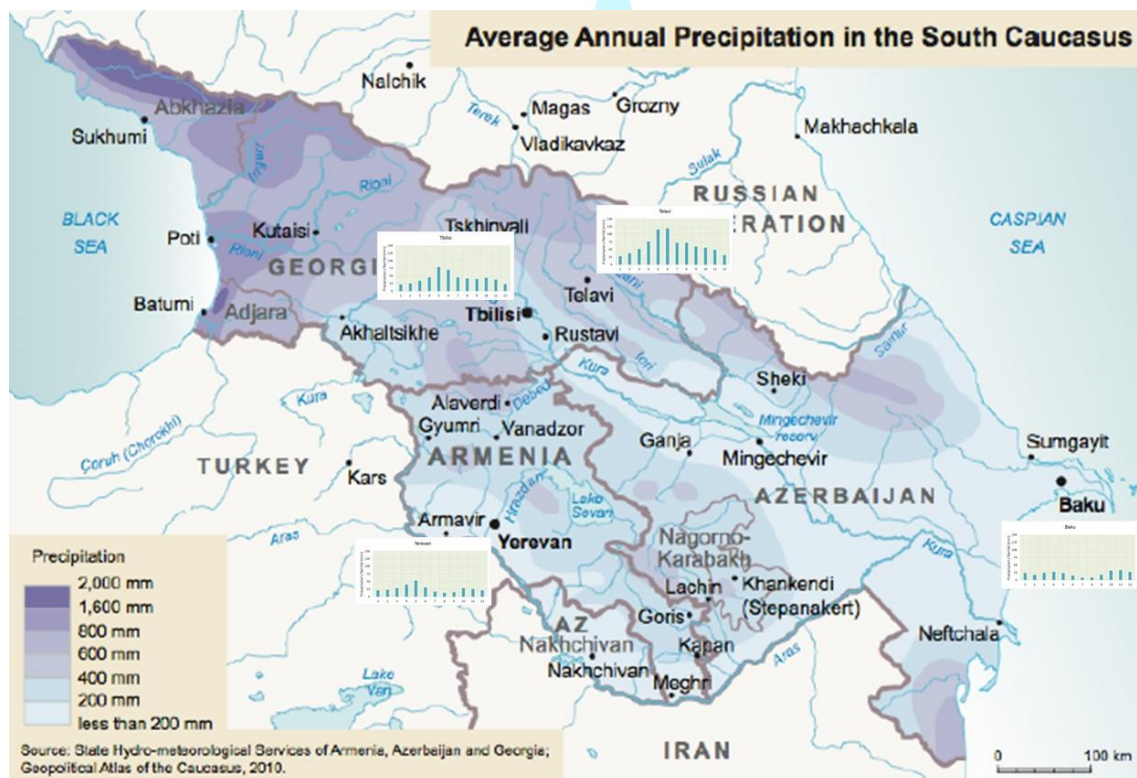 Average Annual Precipitation in the South Caucasus
Nalchik
Magas
Grozny
Terek
Vladikavkaz
Makhachkala
Abkhazia
Sukhumi
Sulak
RUSSIAN
ERATION
Inguri
Rioni
BLACK
SEA
CASPIAN
SEA
Poti
Kutaisi
Rioni
Tskhinvali
GEORGI
Tbilisi
Telavi
Batumi
Adjara
Telavi
Tbilisi
Akhaltsikhe
Rustavi
Iori
Samur
Kura
Sheki
Kura
Debed
Alaverdi
Mingechevir
reserv.
Gyumri
Vanadzor
Ganja
Mingechevir
Sumgayit
Çoruh (Chorokhi)
TURKEY
ARMENIA
Kars
Hrazdan
Lake
Sevan
AZERBAIJAN
Baku
Armavir
Aras
Yerevan
Nagorno-
Karabakh
Kura
Baku
Yerevan
Precipitation
2,000 mm
1,600 mm
800 mm
600 mm
400 mm
200 mm
less than 200 mm
Lachin
Khankendi
(Stepanakert)
Goris
AZ
Nakhchivan
Nakhchivan
Kapan
Aras
Neftchala
Lake
Van
Meghri
IRAN
0 100 km
Source: State Hydro-meteorological Services of Armenia, Azerbaijan and Georgia;
Geopolitical Atlas of the Caucasus, 2010.